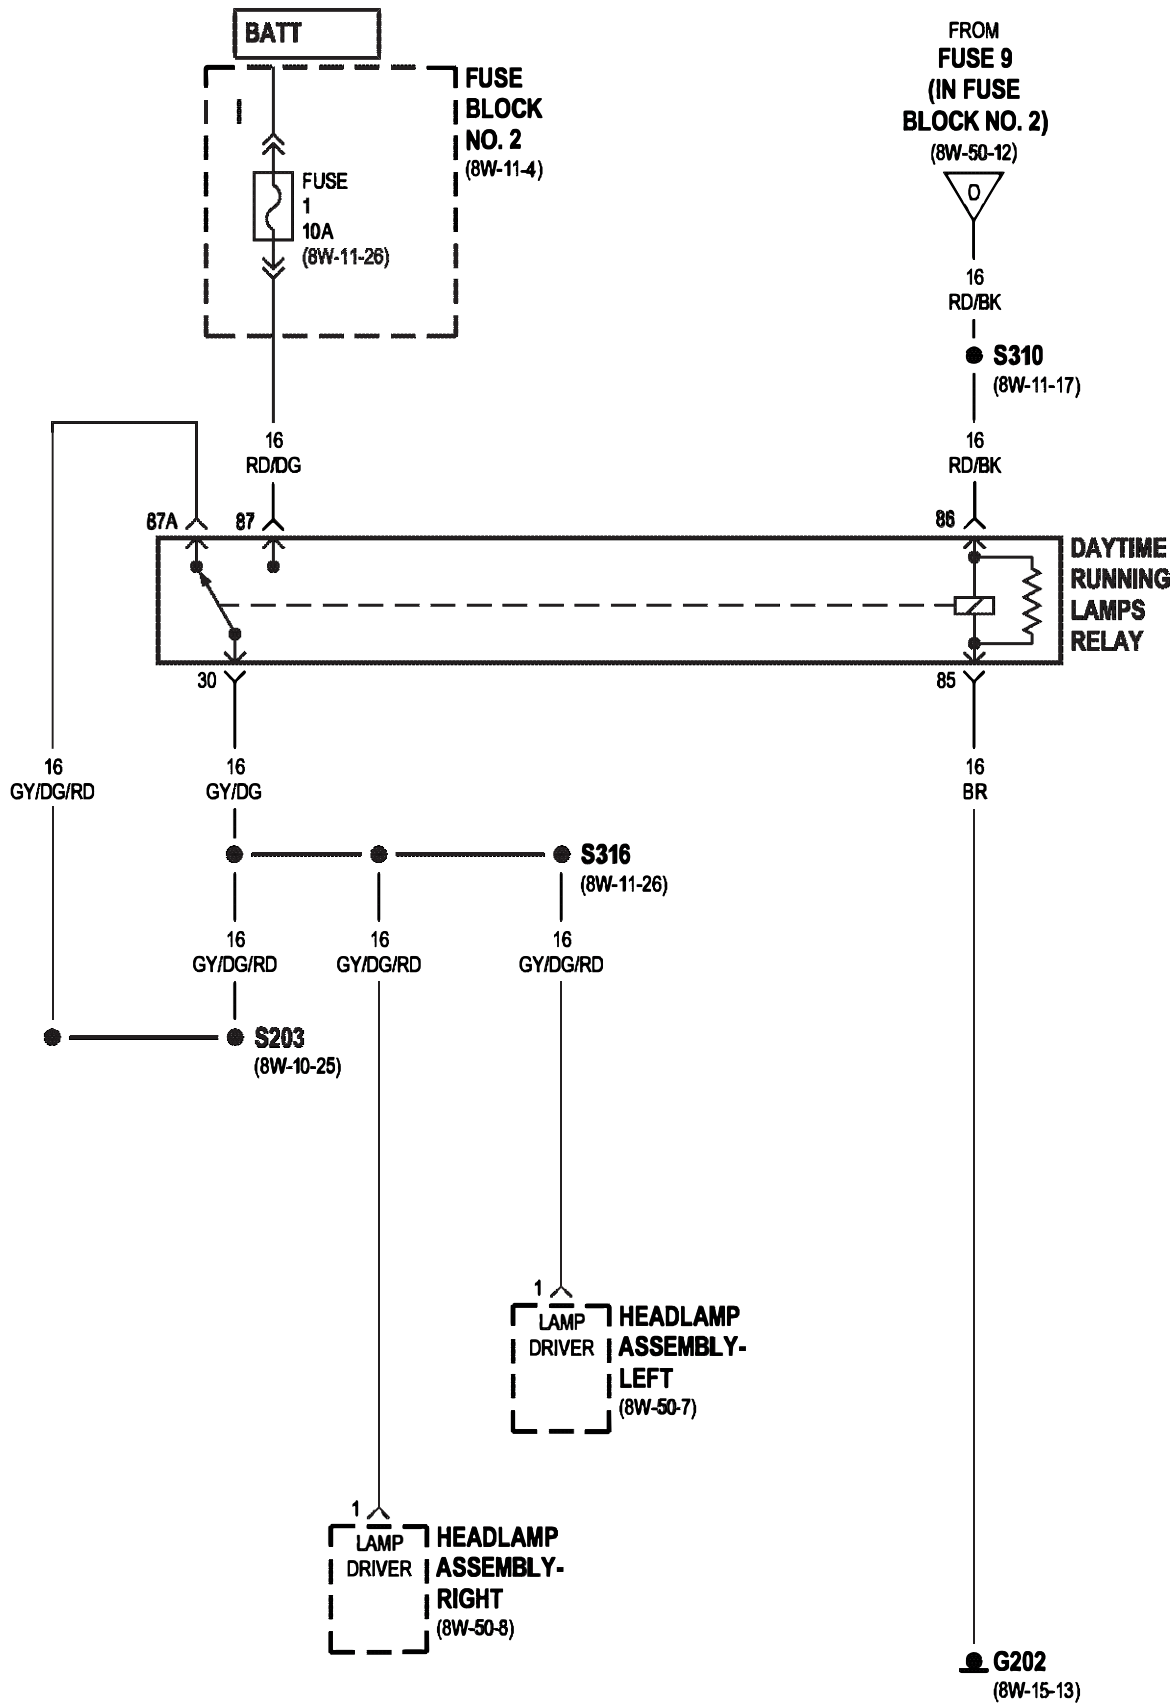 BATT
FUSE
BLOCK
NO. 2
(8W-11-4)
FUSE
1
10A
(8W-11-26)
FROM
FUSE 9
(IN FUSE
BLOCK NO. 2)
(8W-50-12)
O
16
RD/BK
S310
(8W-11-17)
16
RD/DG
16
RD/BK
87A
87
86
DAYTIME
RUNNING
LAMPS
RELAY
30
85
16
GY/DG/RD
16
GY/DG
16
BR
S316
(8W-11-26)
16
GY/DG/RD
16
GY/DG/RD
16
GY/DG/RD
S203
(8W-10-25)
1
LAMP
DRIVER
HEADLAMP
ASSEMBLY-
LEFT
(8W-50-7)
1
LAMP
DRIVER
HEADLAMP
ASSEMBLY-
RIGHT
(8W-50-8)
G202
(8W-15-13)